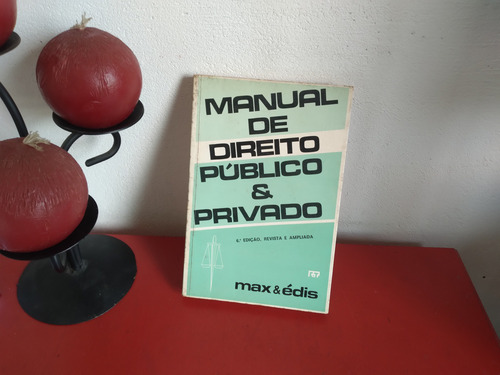 MANUAL
DE
DIREITO
PÚBLICO
&
PRIVADO
6.ª EDIÇÃO, REVISTA E AMPLIADA
max & édis